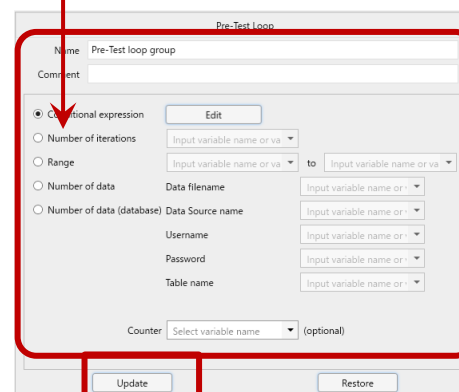 Pre-Test Loop
Name Pre-Test loop group
Comment
Conditional expression Edit
Number of iterations Input variable name or va
Range Input variable name or va to Input variable name or va
Number of data Data filename Input variable name or
Number of data (database) Data Source name Input variable name or
Username Input variable name or
Password Input variable name or
Table name Input variable name or
Counter Select variable name (optional)
Update Restore